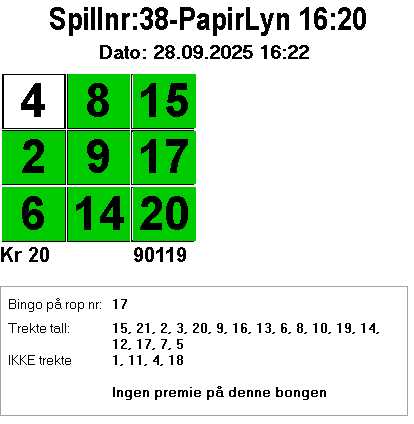 Spillnr:38-PapirLyn 16:20
Dato: 28.09.2025 16:22
4 8 15
2 9 17
6 14 20
Kr 20 90119
Bingo på rop nr: 17
Trekte tall: 15, 21, 2, 3, 20, 9, 16, 13, 6, 8, 10, 19, 14,
12, 17, 7, 5
IKKE trekte 1, 11, 4, 18
Ingen premie på denne bongen